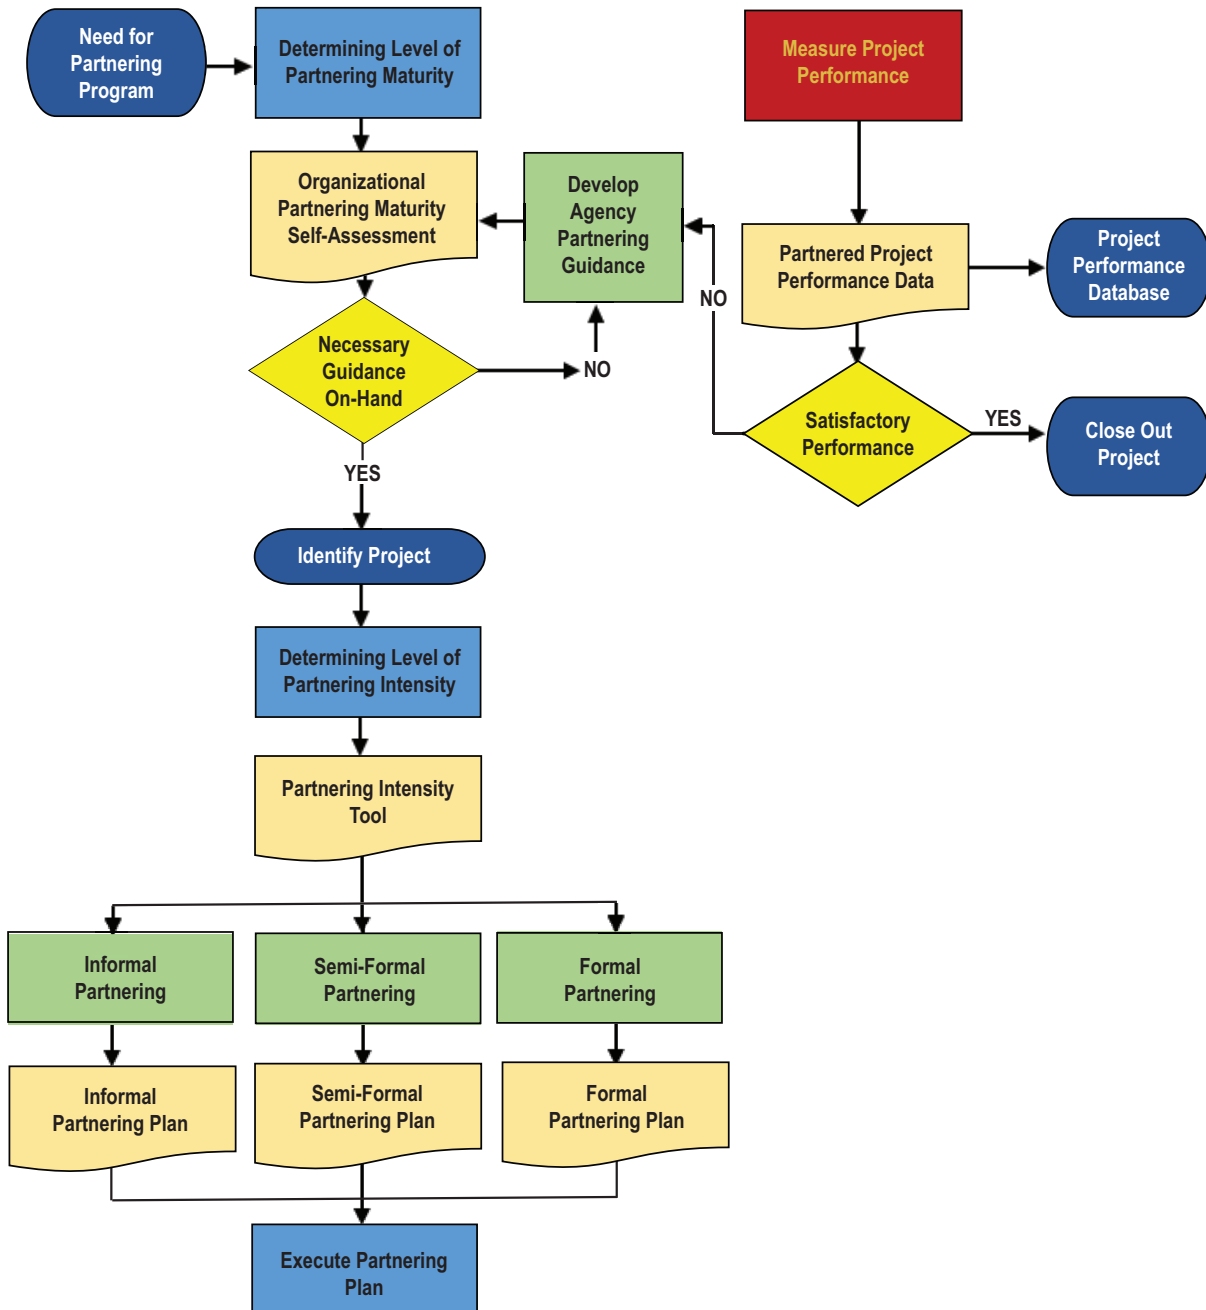 Need for
Partnering
Program
Determining Level of
Partnering Maturity
Measure Project
Performance
Organizational
Partnering Maturity
Self-Assessment
Develop
Agency
Partnering
Guidance
Partnered Project
Performance Data
Project
Performance
Database
NO
Necessary
Guidance
On-Hand
NO
Satisfactory
Performance
YES
Close Out
Project
YES
Identify Project
Determining Level of
Partnering Intensity
Partnering Intensity
Tool
Informal
Partnering
Semi-Formal
Partnering
Formal
Partnering
Informal
Partnering Plan
Semi-Formal
Partnering Plan
Formal
Partnering Plan
Execute Partnering
Plan